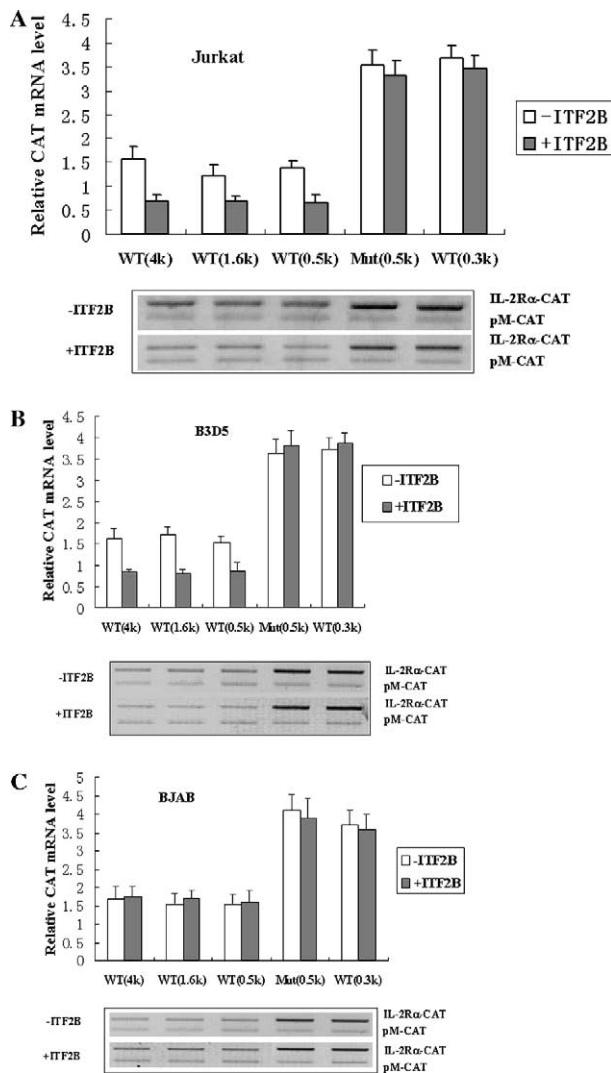 A
Jurkat
Relative CAT mRNA level
4.5
4
3.5
3
2.5
2
1.5
1
0.5
0
-ITF2B
+ITF2B
WT(4k) WT(1.6k) WT(0.5k) Mut(0.5k) WT(0.3k)
-ITF2B
IL-2Rα-CAT
pM-CAT
+ITF2B
IL-2Rα-CAT
pM-CAT
B
B3D5
Relative CAT mRNA level
4.5
4
3.5
3
2.5
2
1.5
1
0.5
0
-ITF2B
+ITF2B
WT(4k) WT(1.6k) WT(0.5k) Mut(0.5k) WT(0.3k)
-ITF2B
IL-2Rα-CAT
pM-CAT
+ITF2B
IL-2Rα-CAT
pM-CAT
C
BJAB
Relative CAT mRNA level
5
4.5
4
3.5
3
2.5
2
1.5
1
0.5
0
-ITF2B
+ITF2B
WT(4k) WT(1.6k) WT(0.5k) Mut(0.5k) WT(0.3k)
-ITF2B
IL-2Rα-CAT
pM-CAT
+ITF2B
IL-2Rα-CAT
pM-CAT